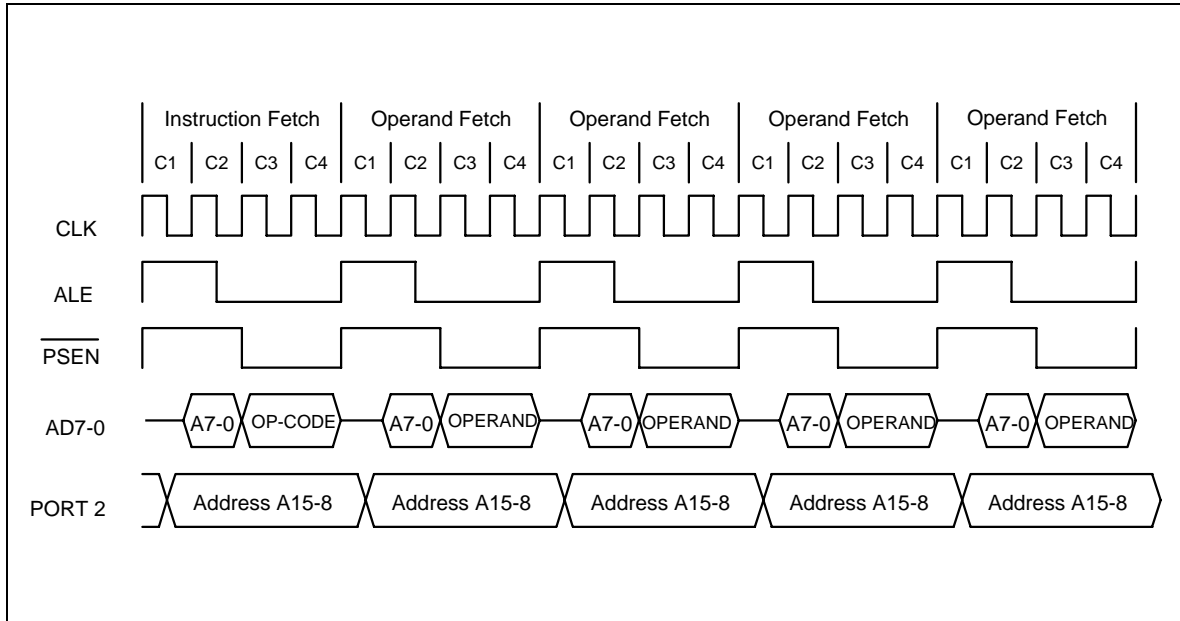 Instruction Fetch Operand Fetch Operand Fetch Operand Fetch Operand Fetch
C1 C2 C3 C4 C1 C2 C3 C4 C1 C2 C3 C4 C1 C2 C3 C4 C1 C2 C3 C4
CLK
ALE
PSEN
AD7-0 A7-0 OP-CODE A7-0 OPERAND A7-0 OPERAND A7-0 OPERAND A7-0 OPERAND
PORT 2 Address A15-8 Address A15-8 Address A15-8 Address A15-8 Address A15-8